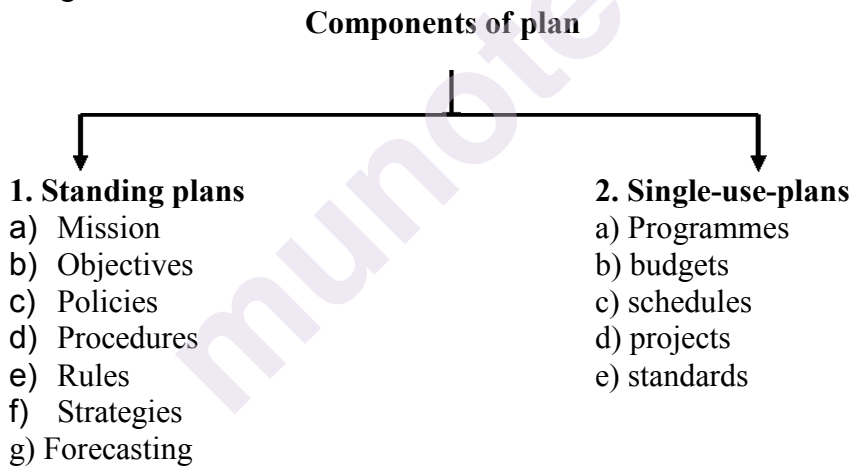 Components of plan
1. Standing plans
a) Mission
b) Objectives
c) Policies
d) Procedures
e) Rules
f) Strategies
g) Forecasting
2. Single-use-plans
a) Programmes
b) budgets
c) schedules
d) projects
e) standards
munote